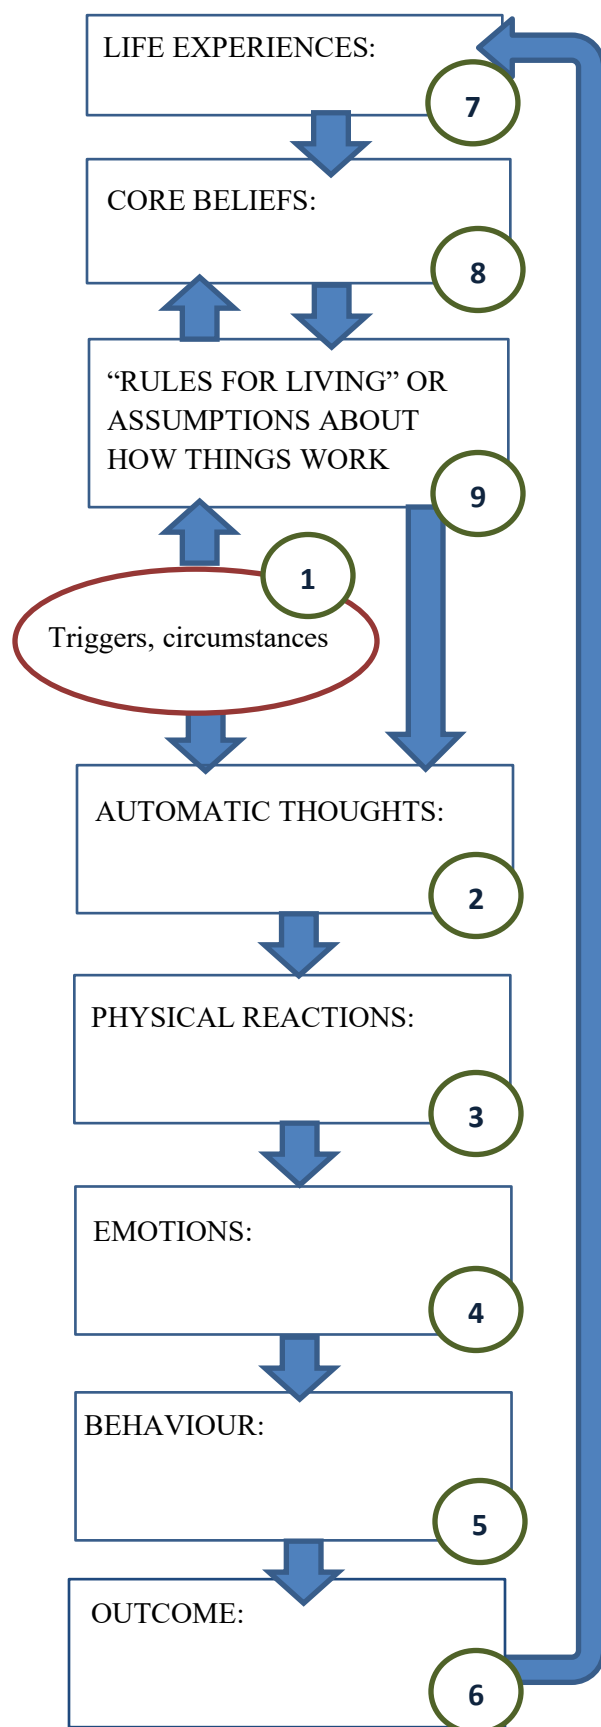 LIFE EXPERIENCES:
7
CORE BELIEFS:
8
“RULES FOR LIVING” OR
ASSUMPTIONS ABOUT
HOW THINGS WORK
9
1
Triggers, circumstances
AUTOMATIC THOUGHTS:
2
PHYSICAL REACTIONS:
3
EMOTIONS:
4
BEHAVIOUR:
5
OUTCOME:
6